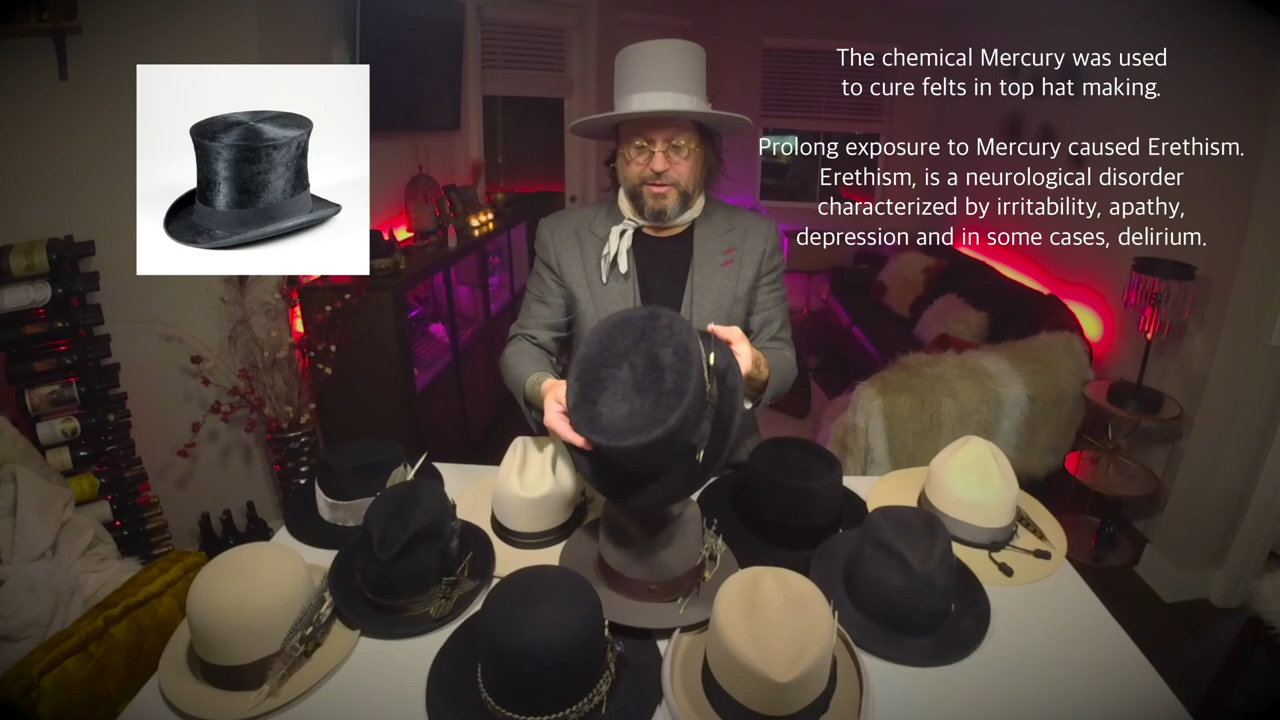 The chemical Mercury was used
to cure felts in top hat making.
Prolong exposure to Mercury caused Erethism.
Erethism, is a neurological disorder
characterized by irritability, apathy,
depression and in some cases, delirium.